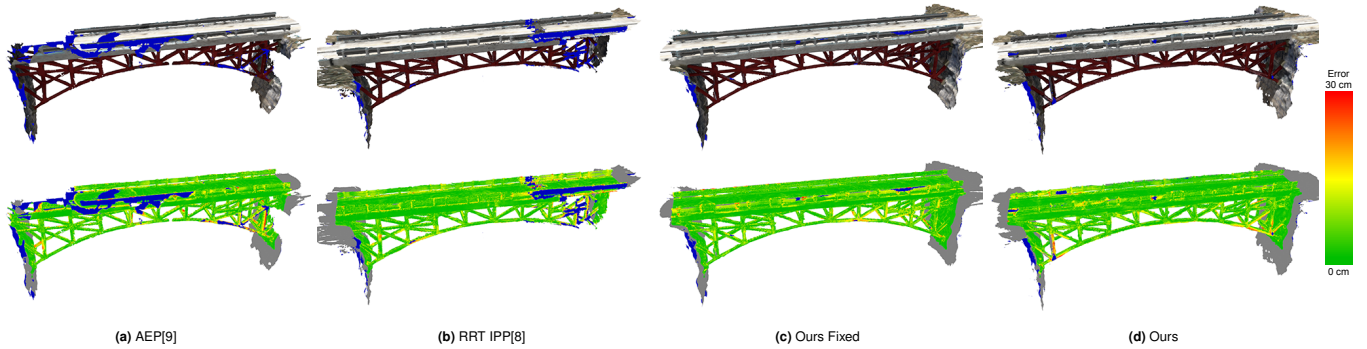 Error
30 cm
0 cm
(a) AEP[9]
(b) RRT IPP[8]
(c) Ours Fixed
(d) Ours